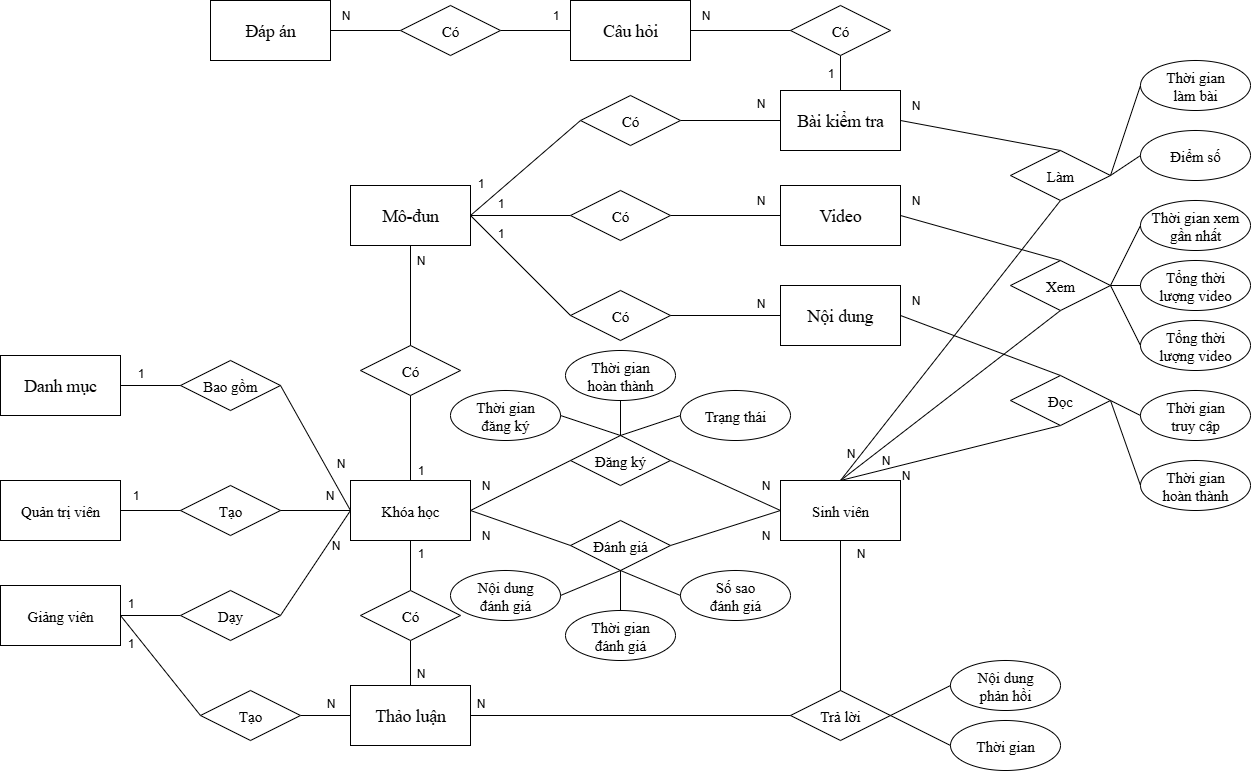 Đáp án
N
Có
1
Câu hỏi
N
Có
1
Thời gian
làm bài
Điểm số
N
Có
N
Bài kiểm tra
Làm
1
Mô-đun
1
Có
N
Video
N
Thời gian xem
gần nhất
Xem
Tổng thời
lượng video
Tổng thời
lượng video
1
N
Có
N
Nội dung
N
Danh mục
1
Bao gồm
N
Có
1
Thời gian
hoàn thành
Thời gian
đăng ký
Trạng thái
Đăng ký
Đọc
Thời gian
truy cập
Thời gian
hoàn thành
N
N
N
Quản trị viên
1
Tạo
N
Khóa học
N
N
Sinh viên
N
N
Đánh giá
N
1
N
Giảng viên
1
Dạy
1
Có
Nội dung
đánh giá
Số sao
đánh giá
Thời gian
đánh giá
N
Tạo
N
Thảo luận
N
Trả lời
Nội dung
phản hồi
Thời gian